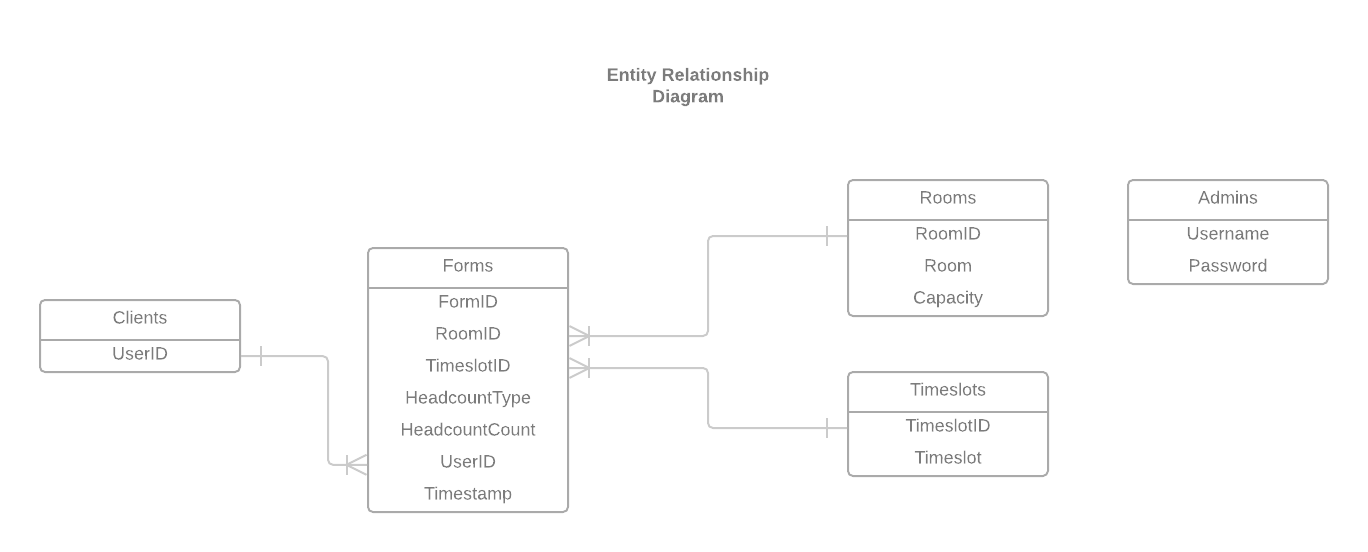 Entity Relationship
Diagram
Clients
UserID
Forms
FormID
RoomID
TimeslotID
HeadcountType
HeadcountCount
UserID
Timestamp
Rooms
RoomID
Room
Capacity
Timeslots
TimeslotID
Timeslot
Admins
Username
Password